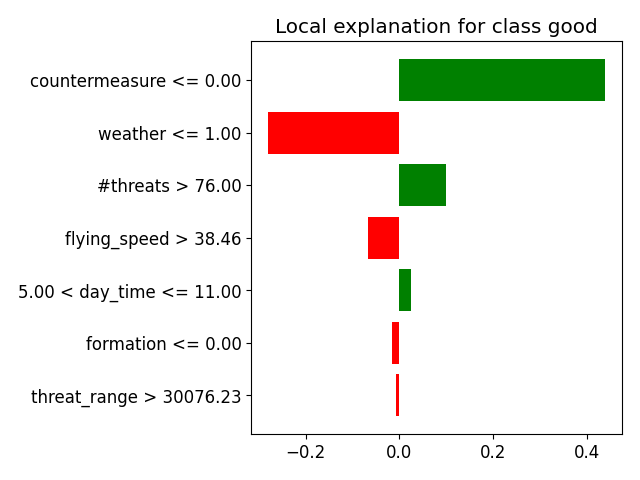 Local explanation for class good
countermeasure <= 0.00
weather <= 1.00
#threats > 76.00
flying_speed > 38.46
5.00 < day_time <= 11.00
formation <= 0.00
threat_range > 30076.23
−0.2 0.0 0.2 0.4